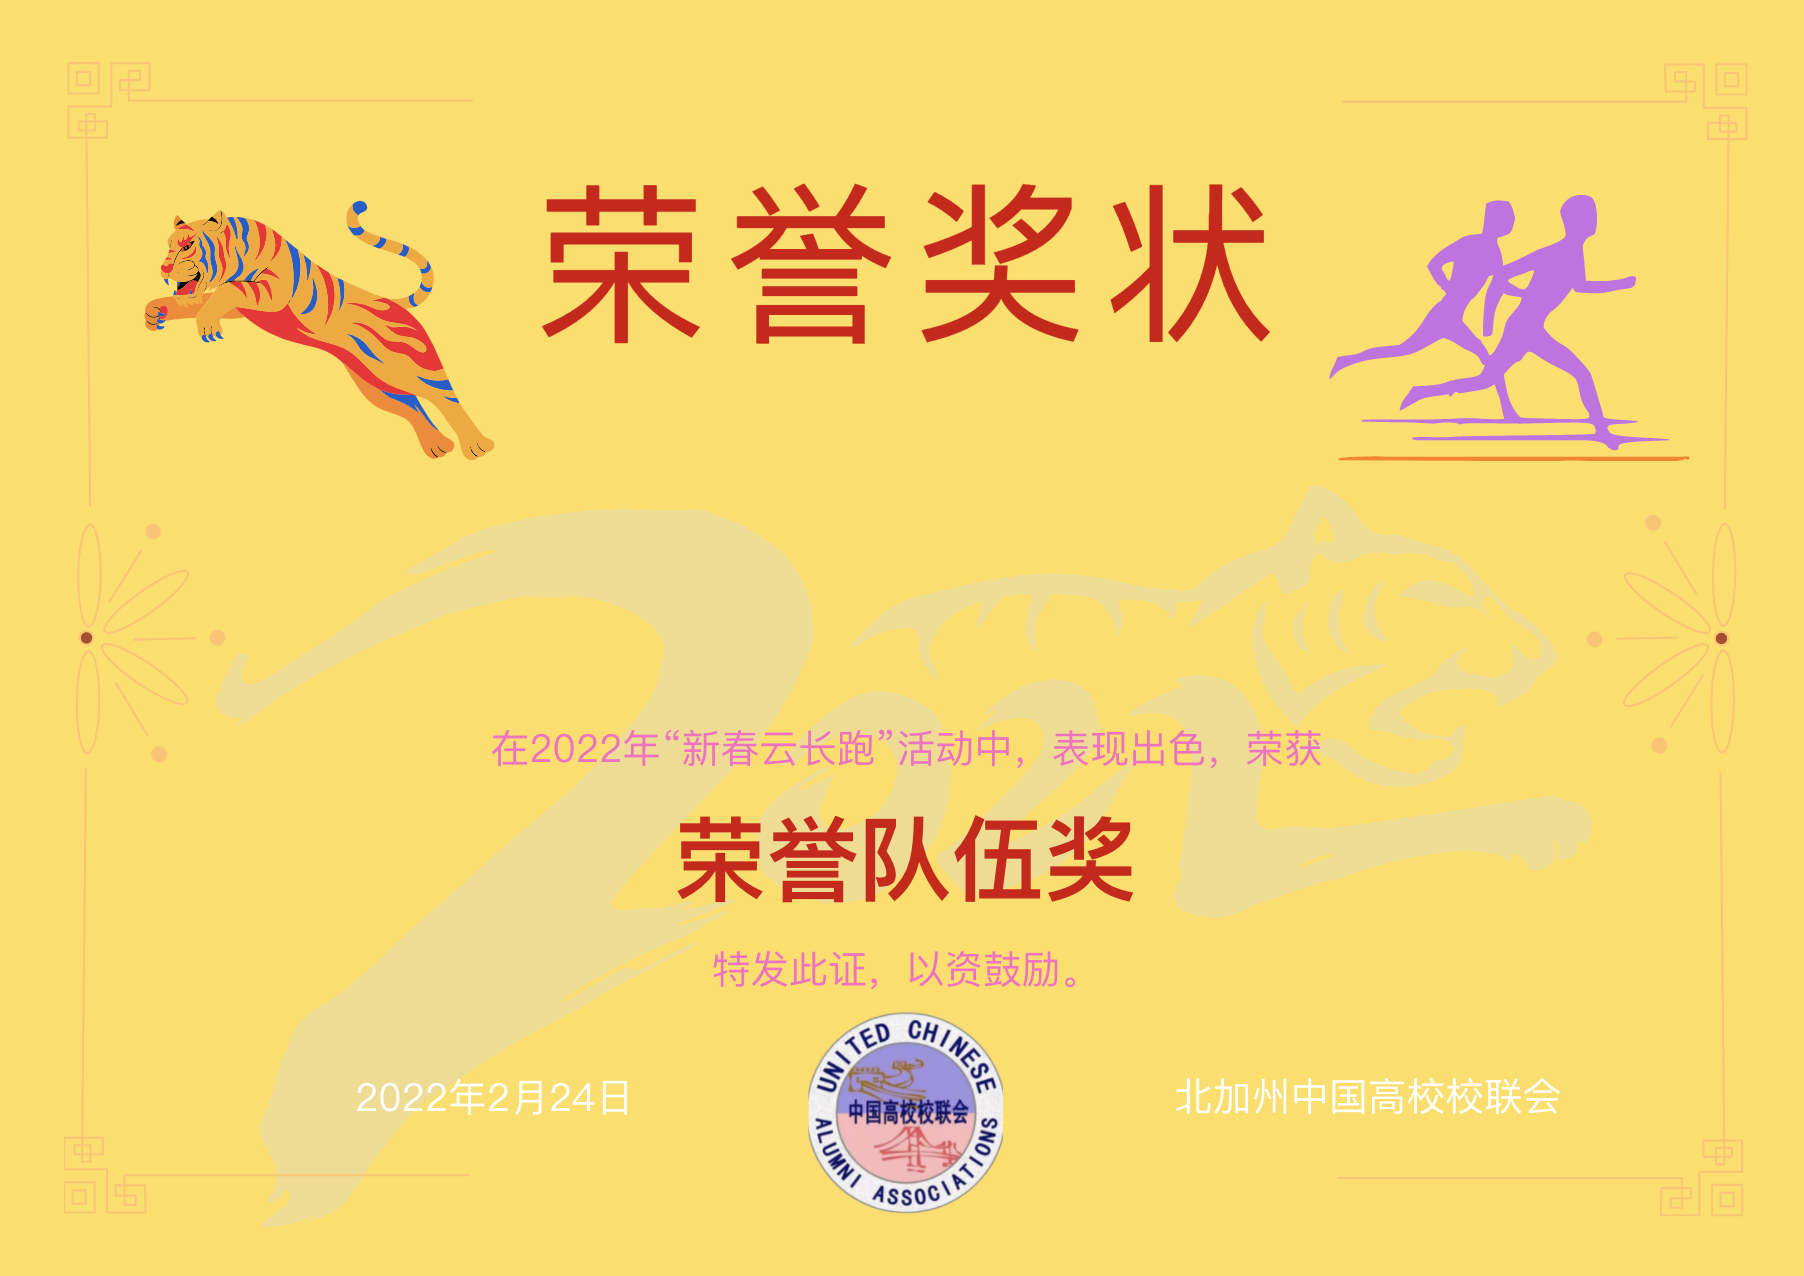 荣誉奖状
在2022年“新春云长跑”活动中，表现出色，荣获
荣誉队伍奖
特发此证，以资鼓励。
2022年2月24日
UNITED CHINESE
中国高校校联会
ALUMNI ASSOCIATIONS
北加州中国高校校联会
2022